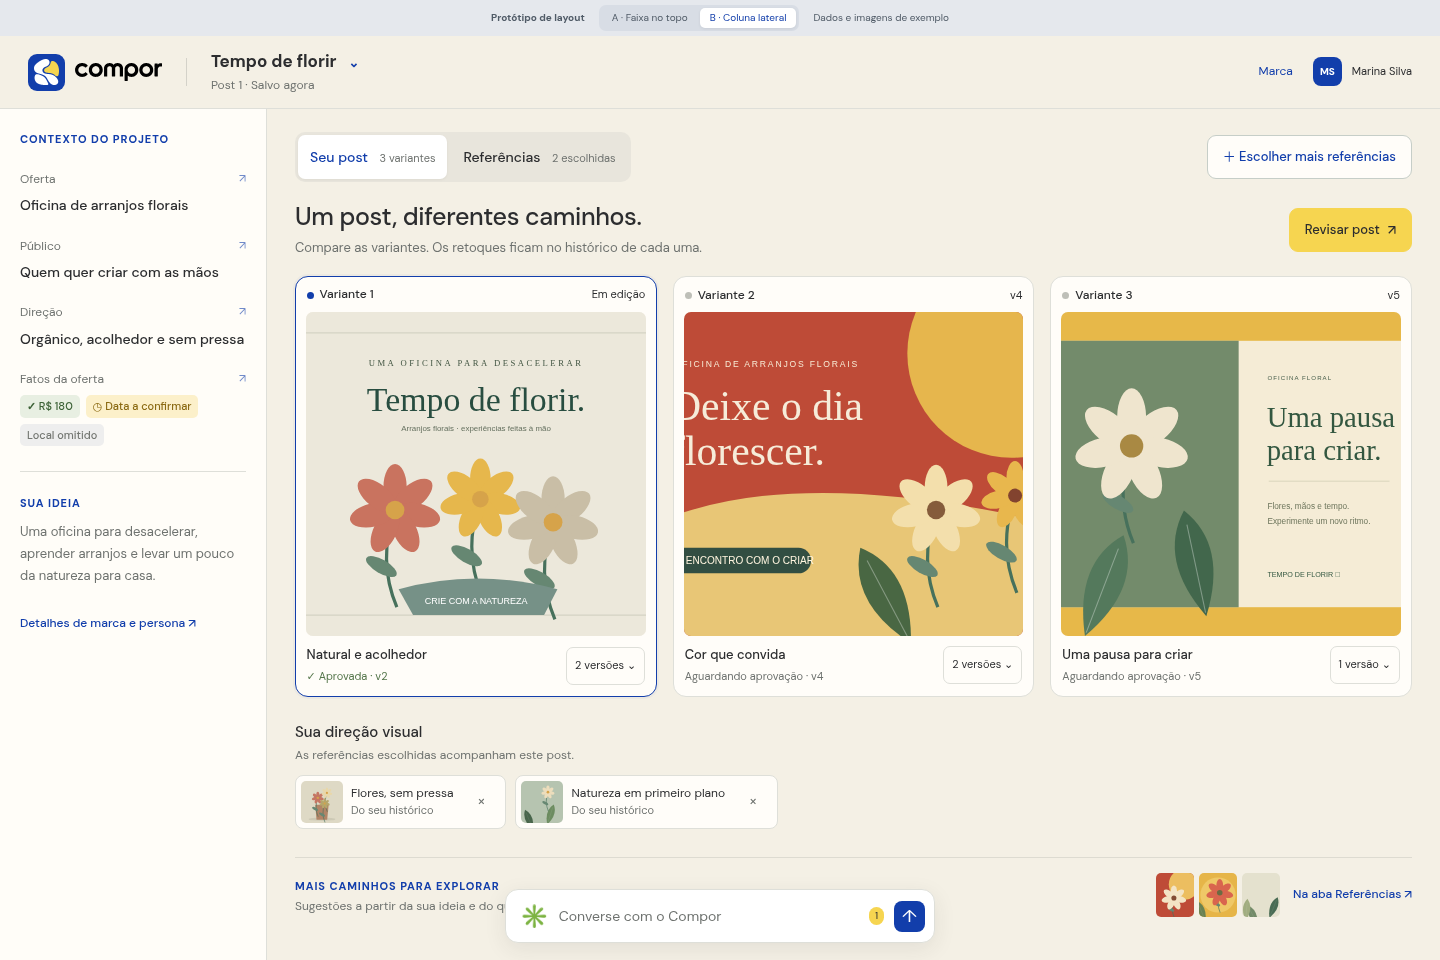 Protótipo de layout
A · Faixa no topo
B · Coluna lateral
Dados e imagens de exemplo
compor
Tempo de florir
Post 1 · Salvo agora
Marca
MS
Marina Silva
CONTEXTO DO PROJETO
Oferta
Oficina de arranjos florais
Público
Quem quer criar com as mãos
Direção
Orgânico, acolhedor e sem pressa
Fatos da oferta
✓ R$ 180
Data a confirmar
Local omitido
SUA IDEIA
Uma oficina para desacelerar,
aprender arranjos e levar um pouco
da natureza para casa.
Detalhes de marca e persona
Seu post 3 variantes
Referências 2 escolhidas
+ Escolher mais referências
Um post, diferentes caminhos.
Compare as variantes. Os retoques ficam no histórico de cada uma.
Revisar post
Variante 1
Em edição
UMA OFICINA PARA DESACELERAR
Tempo de florir.
Arranjos florais · experiências feitas à mão
CRIE COM A NATUREZA
Natural e acolhedor
✓ Aprovada · v2
2 versões
Variante 2
v4
FICINA DE ARRANJOS FLORAIS
Deixe o dia
lorescer.
ENCONTRO COM O CRIAR
Cor que convida
Aguardando aprovação · v4
2 versões
Variante 3
v5
OFICINA FLORAL
Uma pausa
para criar.
Flores, mãos e tempo.
Experimente um novo ritmo.
TEMPO DE FLORIR □
Uma pausa para criar
Aguardando aprovação · v5
1 versão
Sua direção visual
As referências escolhidas acompanham este post.
Flores, sem pressa
Do seu histórico
×
Natureza em primeiro plano
Do seu histórico
×
MAIS CAMINHOS PARA EXPLORAR
Sugestões a partir da sua ideia e do q
Na aba Referências
Converse com o Compor
1